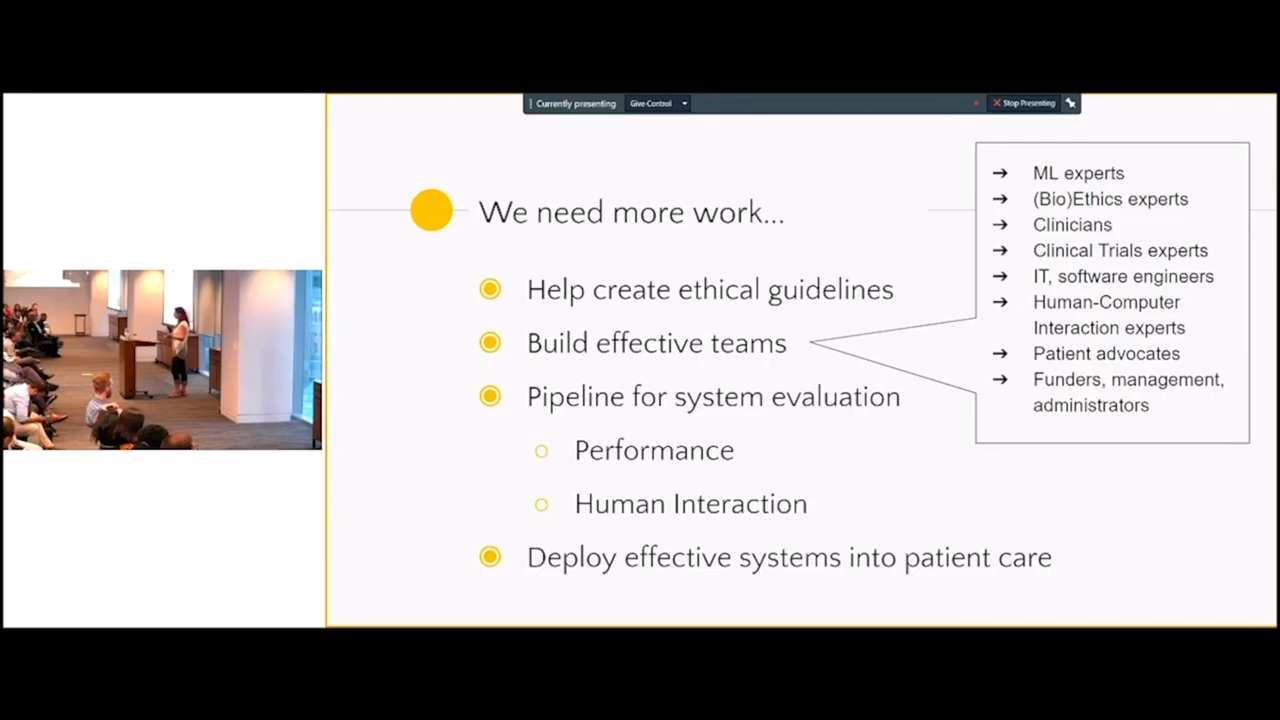 Currently presenting
Give Control
Stop Presenting
We need more work...
Help create ethical guidelines
Build effective teams
Pipeline for system evaluation
Performance
Human Interaction
Deploy effective systems into patient care
ML experts
(Bio)Ethics experts
Clinicians
Clinical Trials experts
IT, software engineers
Human-Computer
Interaction experts
Patient advocates
Funders, management,
administrators